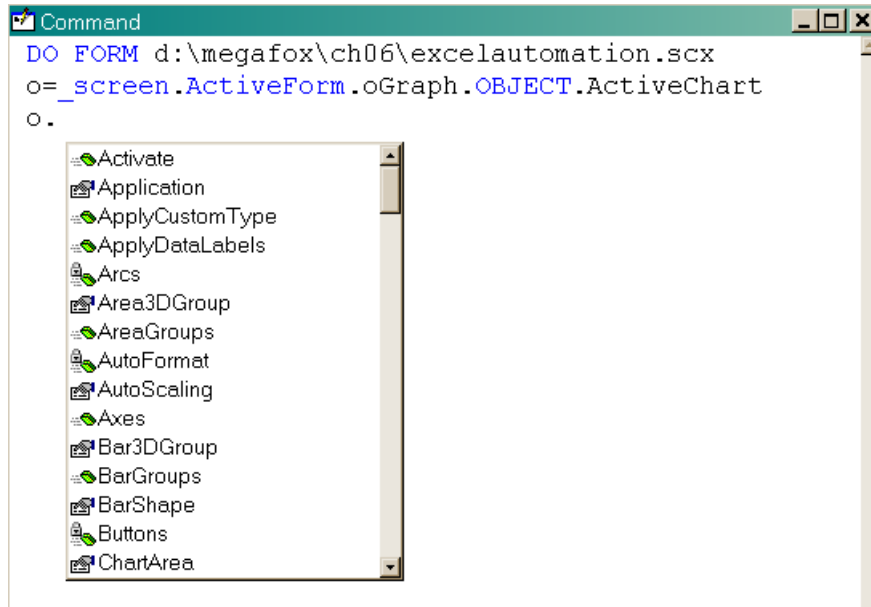 Command
DO FORM d:\megafox\ch06\excelautomation.scx
o=_screen.ActiveForm.oGraph.OBJECT.ActiveChart
o.
Activate
Application
ApplyCustomType
ApplyDataLabels
Arcs
Area3DGroup
AreaGroups
AutoFormat
AutoScaling
Axes
Bar3DGroup
BarGroups
BarShape
Buttons
ChartArea